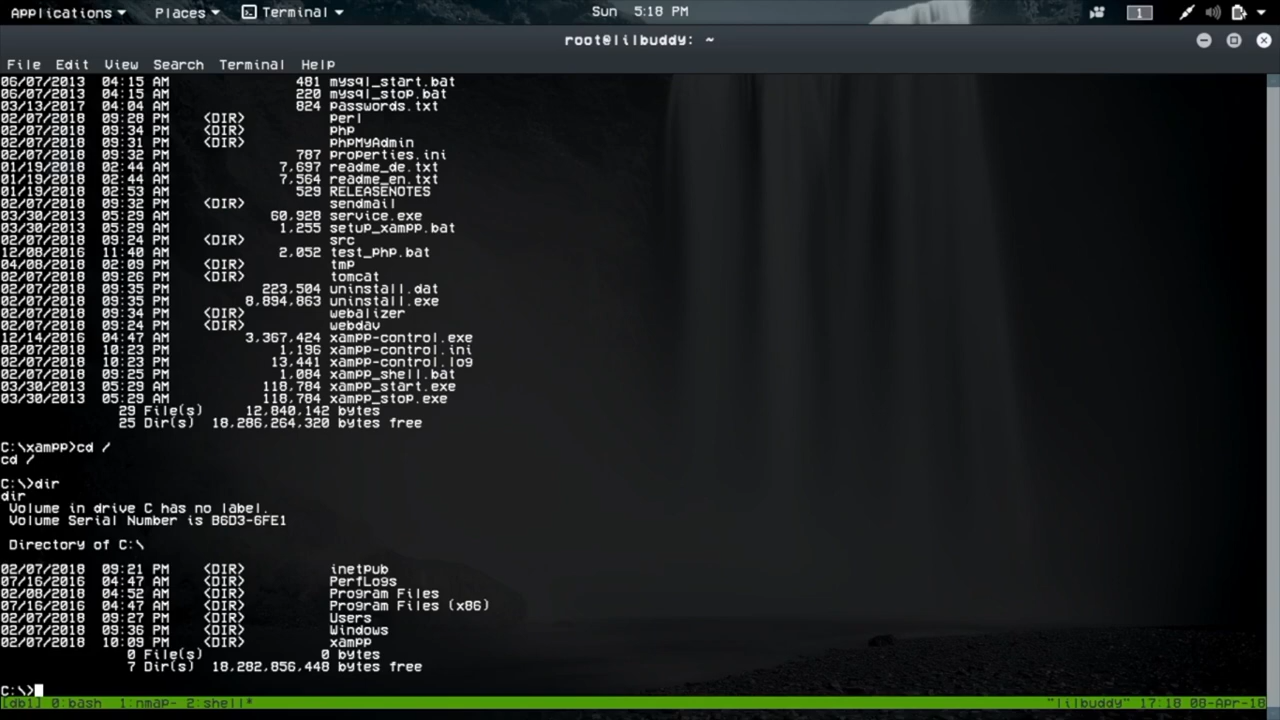 Applications Places Terminal Sun 5:18 PM 1
root@lilbuddy: ~
File Edit View Search Terminal Help
06/07/2013 04:15 AM 481 mysql_start.bat
06/07/2013 04:15 AM 220 mysql_stop.bat
03/13/2017 04:04 AM 824 passwords.txt
02/07/2018 09:28 PM <DIR> perl
02/07/2018 09:34 PM <DIR> php
02/07/2018 09:31 PM <DIR> phpMyAdmin
02/07/2018 09:32 PM 787 properties.ini
01/19/2018 02:44 AM 7,697 readme_de.txt
01/19/2018 02:44 AM 7,564 readme_en.txt
01/19/2018 02:53 AM 529 RELEASENOTES
02/07/2018 09:32 PM <DIR> sendmail
03/30/2013 05:29 AM 60,928 service.exe
03/30/2013 05:29 AM 1,255 setup_xampp.bat
02/07/2018 09:24 PM <DIR> src
12/08/2016 11:40 AM 2,052 test_php.bat
04/08/2018 02:09 PM <DIR> tmp
02/07/2018 09:26 PM <DIR> tomcat
02/07/2018 09:35 PM 223,504 uninstall.dat
02/07/2018 09:35 PM 8,894,863 uninstall.exe
02/07/2018 09:34 PM <DIR> webalizer
02/07/2018 09:24 PM <DIR> webdav
12/14/2016 04:47 AM 3,367,424 xampp-control.exe
02/07/2018 10:23 PM 1,196 xampp-control.ini
02/07/2018 10:23 PM 13,441 xampp-control.log
02/07/2018 09:25 PM 1,084 xampp_shell.bat
03/30/2013 05:29 AM 118,784 xampp_start.exe
03/30/2013 05:29 AM 118,784 xampp_stop.exe
29 File(s) 12,840,142 bytes
25 Dir(s) 18,286,264,320 bytes free
C:\xampp>cd /
cd /
C:\>dir
dir
Volume in drive C has no label.
Volume Serial Number is B6D3-6FE1
Directory of C:\
02/07/2018 09:21 PM <DIR> inetpub
07/16/2016 04:47 AM <DIR> PerfLogs
02/08/2018 04:52 AM <DIR> Program Files
07/16/2016 04:47 AM <DIR> Program Files (x86)
02/07/2018 09:27 PM <DIR> Users
02/07/2018 09:36 PM <DIR> Windows
02/07/2018 10:09 PM <DIR> xampp
0 File(s) 0 bytes
7 Dir(s) 18,282,856,448 bytes free
C:\>
[db1] 0:bash 1:nmap- 2:shell* "lilbuddy" 17:18 08-Apr-18